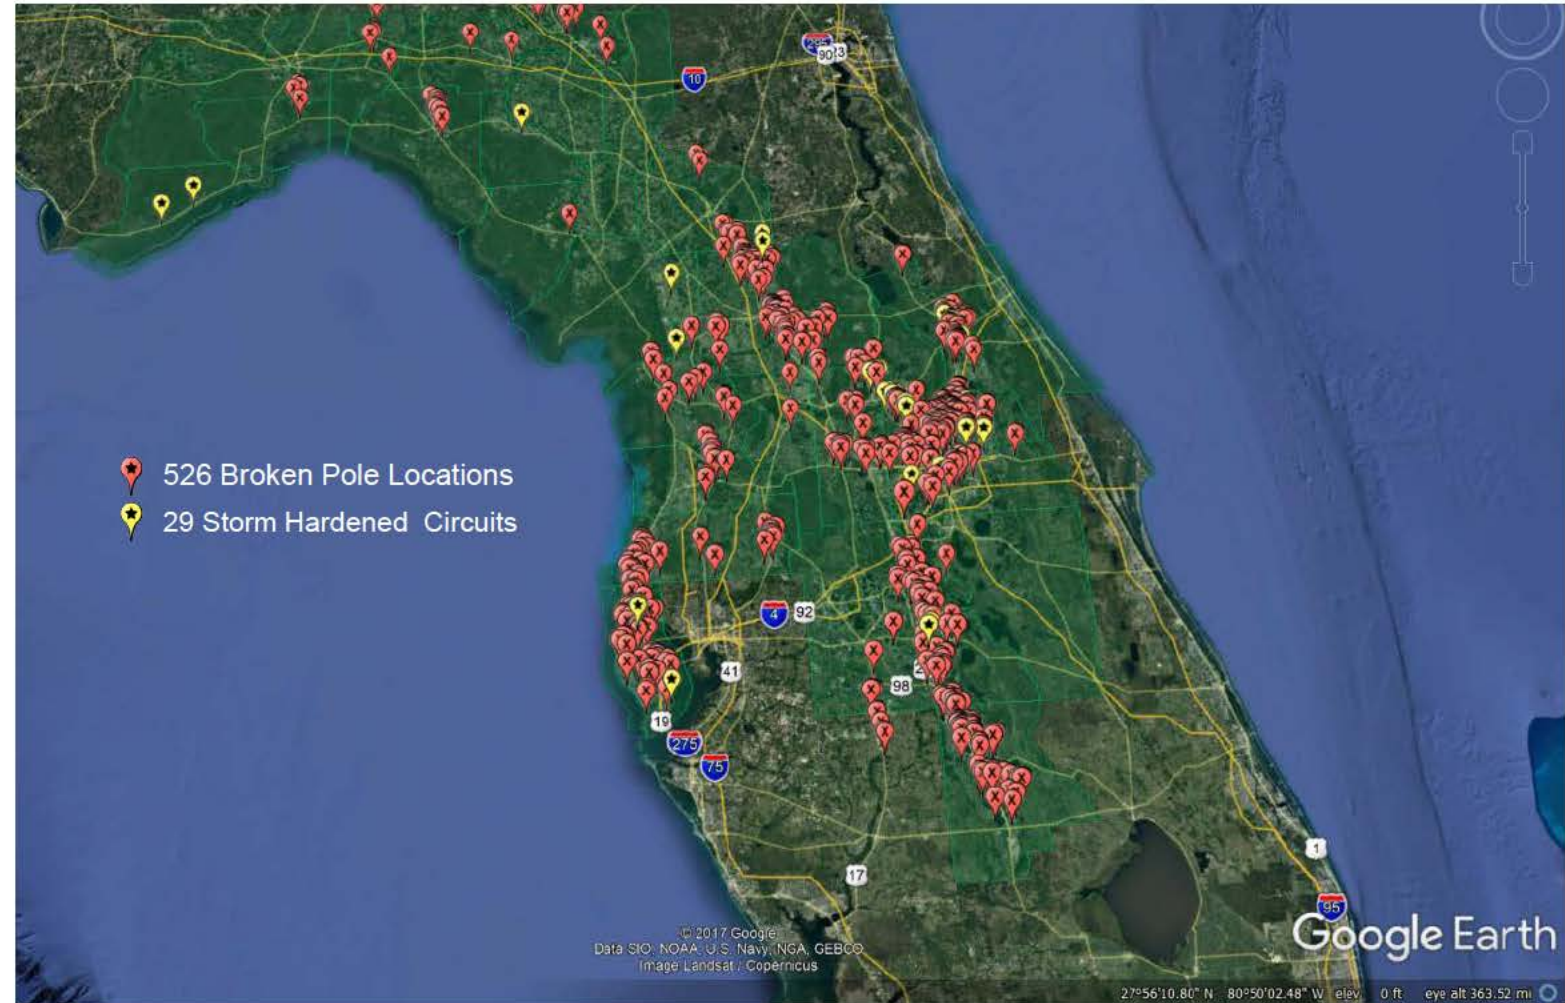 10
295
90
526 Broken Pole Locations
29 Storm Hardened  Circuits
4
92
41
98
19
275
75
1
17
95
© 2017 Google
Data SIO, NOAA, U.S. Navy, NGA, GEBCO
Image Landsat / Copernicus
Google Earth
27°56'10.80" N 80°50'02.48" W elev 0 ft eye alt 363.52 mi